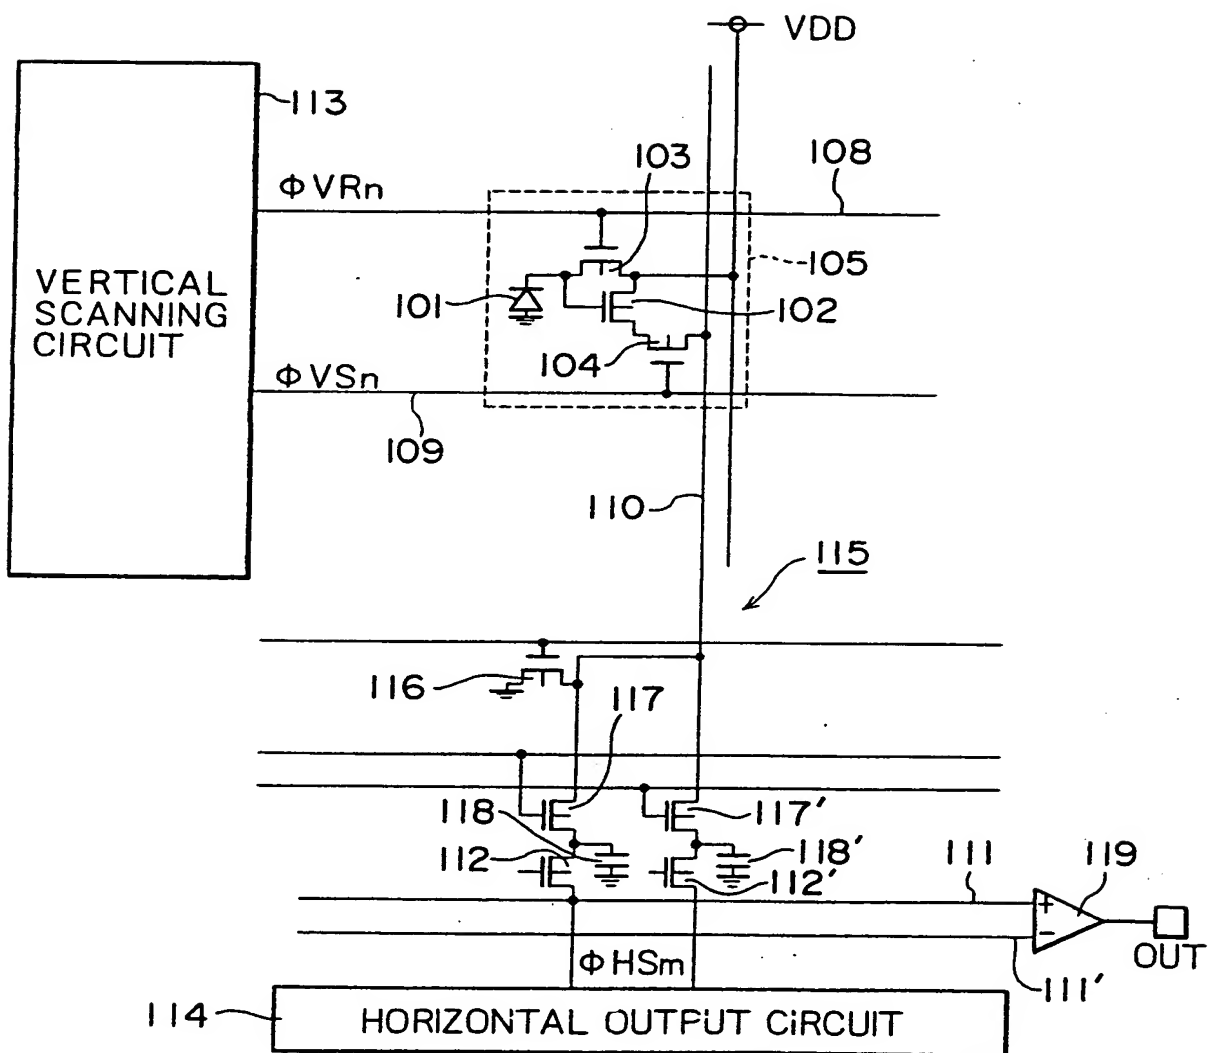 VDD
113
103
108
ΦVRn
105
VERTICAL
SCANNING
CIRCUIT
101
102
104
ΦVSn
109
110
115
116
117
117′
118
118′
112
112′
111
119
+
−
OUT
ΦHSm
111′
114
HORIZONTAL OUTPUT CIRCUIT